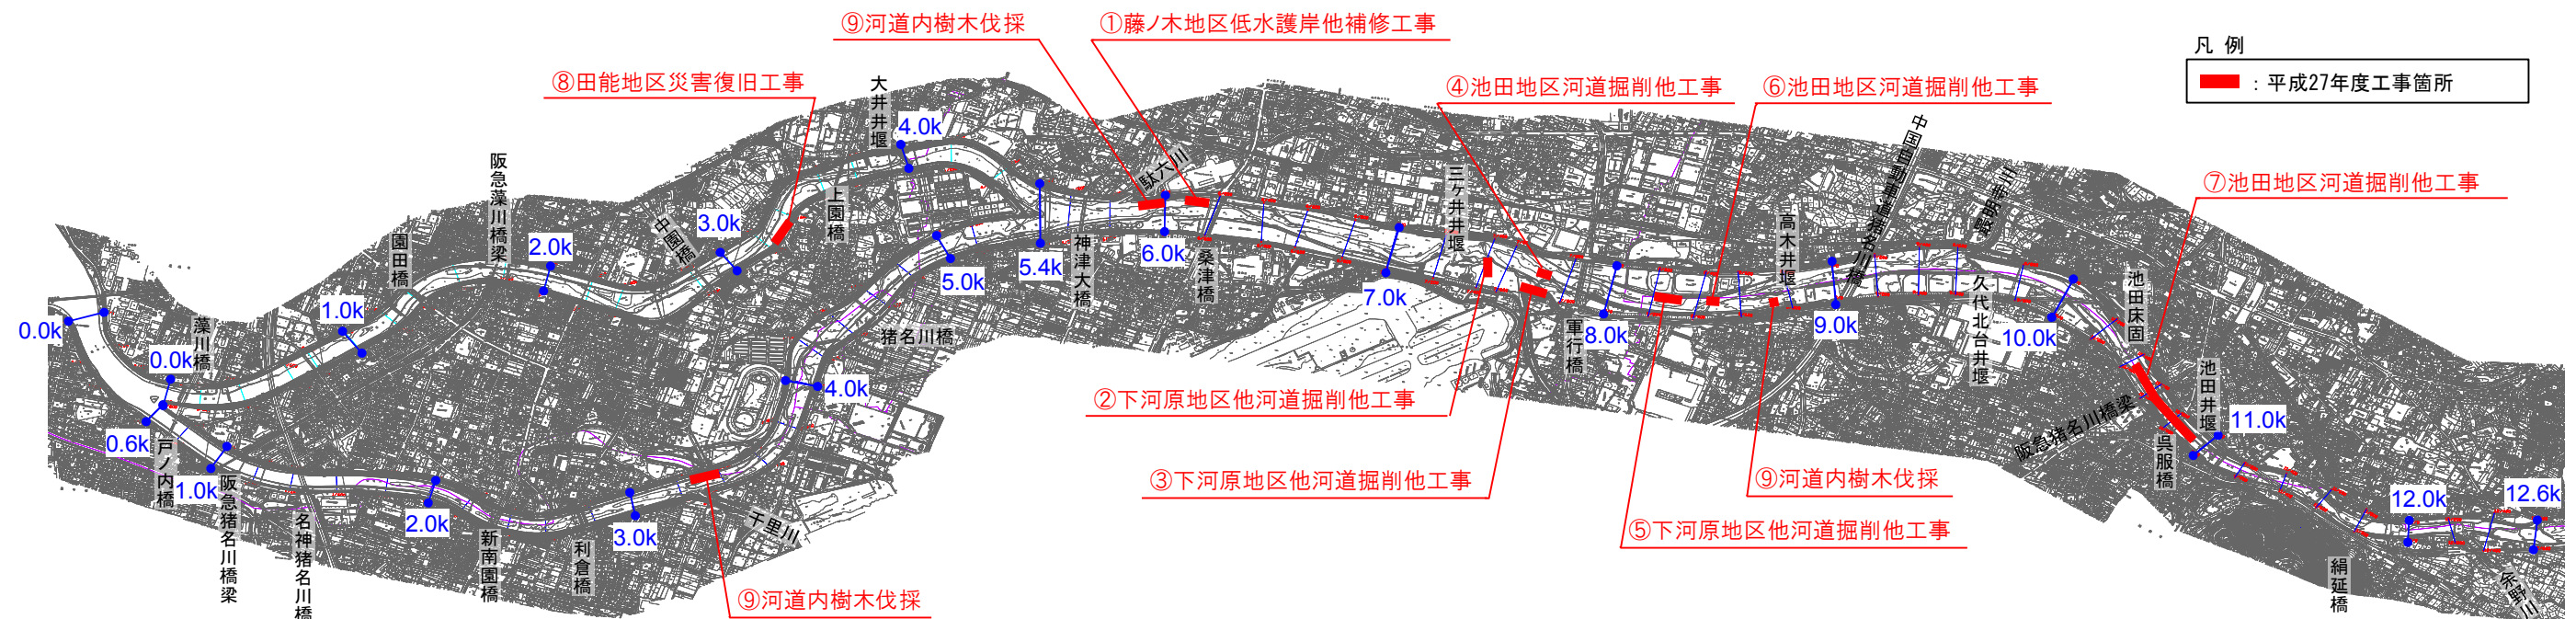 ⑨河道内樹木伐採
①藤ノ木地区低水護岸他補修工事
凡 例
：平成27年度工事箇所
⑧田能地区災害復旧工事
④池田地区河道掘削他工事
⑥池田地区河道掘削他工事
⑦池田地区河道掘削他工事
大井井堰
4.0k
中国自動車道猪名川橋
最明寺川
駄六川
三ヶ井井堰
阪急藻川橋梁
上園橋
中園橋
3.0k
園田橋
2.0k
高木井堰
神津大橋
5.4k
6.0k
桑津橋
5.0k
7.0k
久代北台井堰
池田床固
0.0k
1.0k
藻川橋
0.0k
猪名川橋
軍行橋
8.0k
9.0k
10.0k
池田井堰
4.0k
②下河原地区他河道掘削他工事
阪急猪名川橋梁
呉服橋
11.0k
0.6k
戸ノ内橋
③下河原地区他河道掘削他工事
⑨河道内樹木伐採
1.0k
阪急猪名川橋梁
名神猪名川橋
2.0k
新南園橋
利倉橋
3.0k
千里川
⑤下河原地区他河道掘削他工事
12.0k
12.6k
絹延橋
余野川
⑨河道内樹木伐採